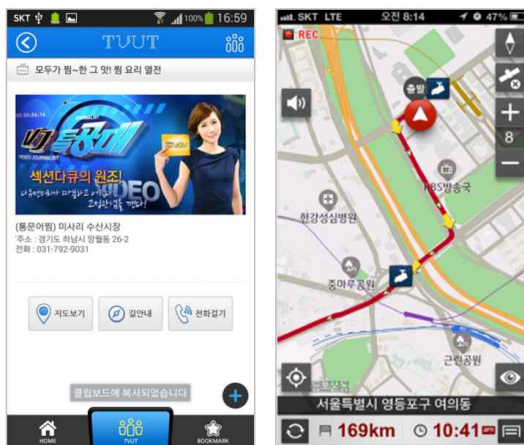 SKT 100% 16:59
TVUT
모두가 찜~한 그 맛! 찜 요리 열전
VJ 특공대
VIDEO JOURNALIST
섹션다큐의 원조!
VIDEO
(통문어찜) 미사리 수산시장
주소 : 경기도 하남시 망월동 26-2
전화 : 031-792-9031
지도보기 길안내 전화걸기
클립보드에 복사되었습니다
HOME TVUT BOOKMARK
SKT LTE 오전 8:14 47%
REC
출발
8
KBS방송국
한강성심병원
중마루공원
근린공원
서울특별시 영등포구 여의동
169km 10:41